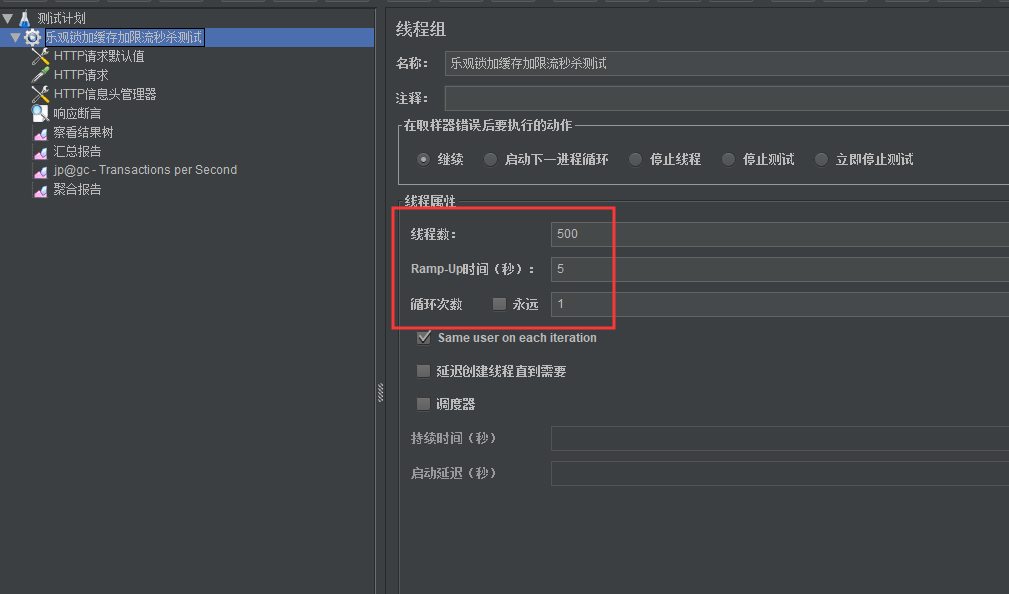 测试计划
乐观锁加缓存加限流秒杀测试
HTTP请求默认值
HTTP请求
HTTP信息头管理器
响应断言
察看结果树
汇总报告
jp@gc - Transactions per Second
聚合报告
线程组
名称： 乐观锁加缓存加限流秒杀测试
注释：
在取样器错误后要执行的动作
继续 启动下一进程循环 停止线程 停止测试 立即停止测试
线程属性
线程数： 500
Ramp-Up时间（秒）： 5
循环次数 永远 1
Same user on each iteration
延迟创建线程直到需要
调度器
持续时间（秒）
启动延迟（秒）